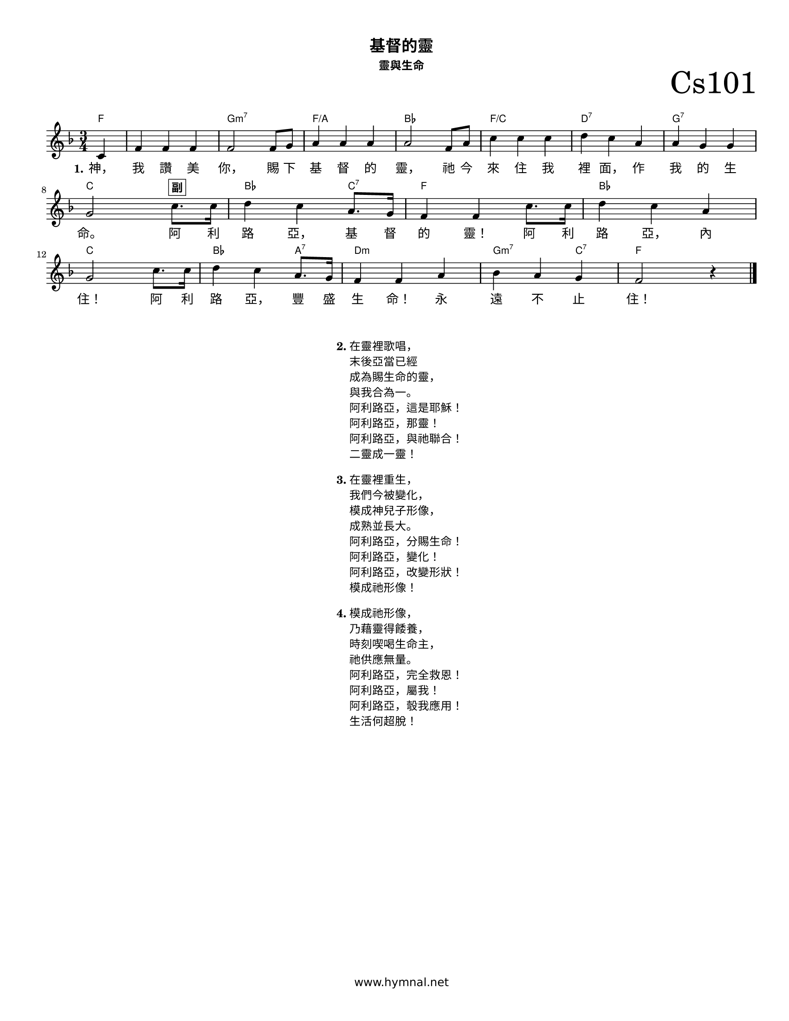 基督的靈
靈與生命
Cs101
F Gm7 F/A B♭ F/C D7 G7
3
4
1. 神， 我 讚 美 你， 賜 下 基 督 的 靈， 祂 今 來 住 我 裡 面， 作 我 的 生
8 C 副 B♭ C7 F B♭
命。 阿 利 路 亞， 基 督 的 靈！ 阿 利 路 亞， 內
12 C B♭ A7 Dm Gm7 C7 F
住！ 阿 利 路 亞， 豐 盛 生 命！ 永 遠 不 止 住！
2. 在靈裡歌唱，
末後亞當已經
成為賜生命的靈，
與我合為一。
阿利路亞，這是耶穌！
阿利路亞，那靈！
阿利路亞，與祂聯合！
二靈成一靈！
3. 在靈裡重生，
我們今被變化，
模成神兒子形像，
成熟並長大。
阿利路亞，分賜生命！
阿利路亞，變化！
阿利路亞，改變形狀！
模成祂形像！
4. 模成祂形像，
乃藉靈得餧養，
時刻喫喝生命主，
祂供應無量。
阿利路亞，完全救恩！
阿利路亞，屬我！
阿利路亞，彀我應用！
生活何超脫！
www.hymnal.net